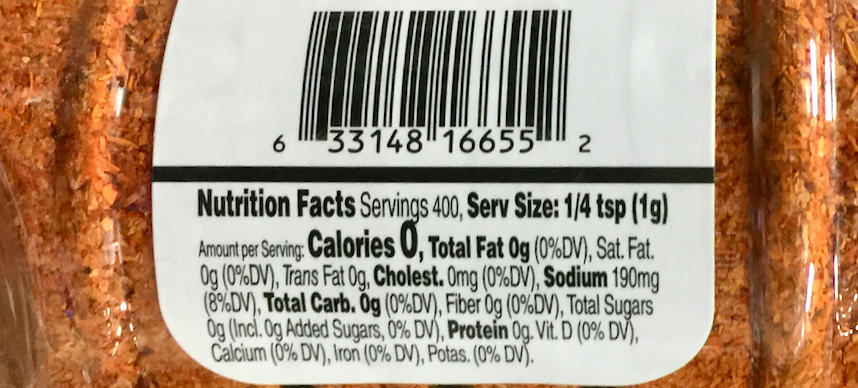 6 33148 16655 2
Nutrition Facts Servings 400, Serv Size: 1/4 tsp (1g)
Amount per Serving: Calories 0, Total Fat 0g (0%DV), Sat. Fat.
0g (0%DV), Trans Fat 0g, Cholest. 0mg (0%DV), Sodium 190mg
(8%DV), Total Carb. 0g (0%DV), Fiber 0g (0%DV), Total Sugars
0g (Incl. 0g Added Sugars, 0% DV), Protein 0g. Vit. D (0% DV),
Calcium (0% DV), Iron (0% DV), Potas. (0% DV).